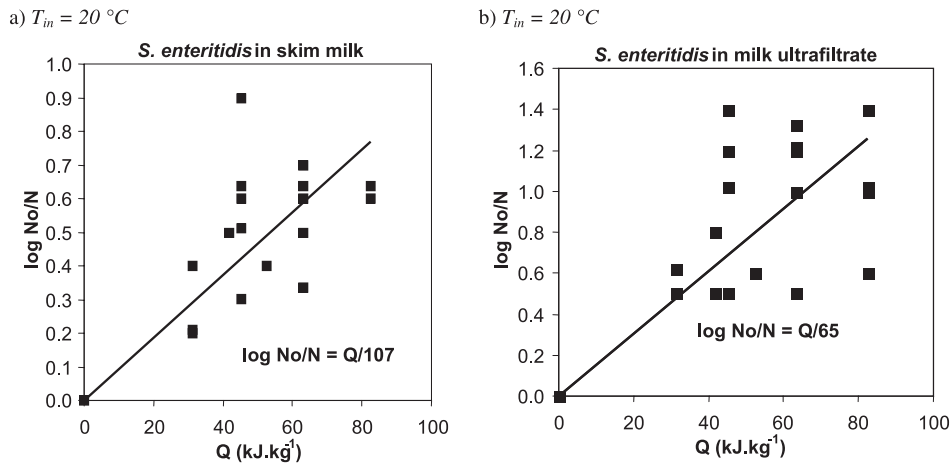 a) T_in = 20 °C
S. enteritidis in skim milk
log No/N
1.0
0.9
0.8
0.7
0.6
0.5
0.4
0.3
0.2
0.1
0.0
log No/N = Q/107
0 20 40 60 80 100
Q (kJ.kg⁻¹)
b) T_in = 20 °C
S. enteritidis in milk ultrafiltrate
log No/N
1.6
1.4
1.2
1.0
0.8
0.6
0.4
0.2
0.0
log No/N = Q/65
0 20 40 60 80 100
Q (kJ.kg⁻¹)